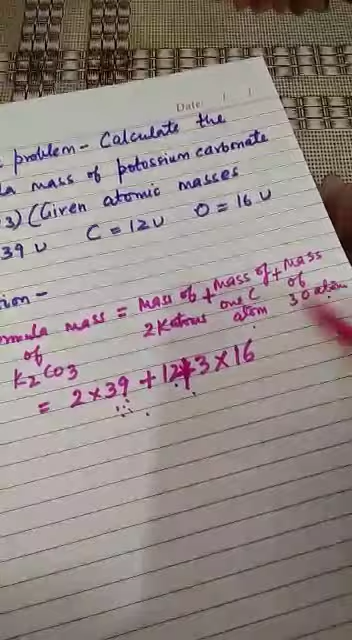 Date: / /
problem - Calculate the
mass of potassium carbonate
3) (Given atomic masses
39 U C = 12 U O = 16 U
mass = Mass of + Mass of + Mass
of 2 K atoms one C atom of 3 O atom
K2CO3
= 2 × 39 + 12 + 3 × 16